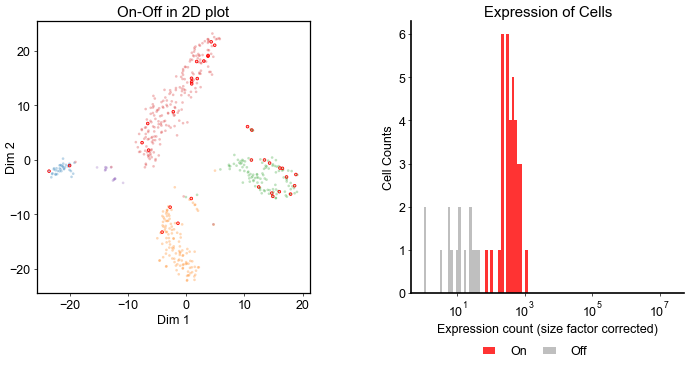 On-Off in 2D plot
20
10
0
−10
−20
Dim 2
−20 −10 0 10 20
Dim 1
Expression of Cells
6
5
4
3
2
1
0
Cell Counts
10^1 10^3 10^5 10^7
Expression count (size factor corrected)
On Off